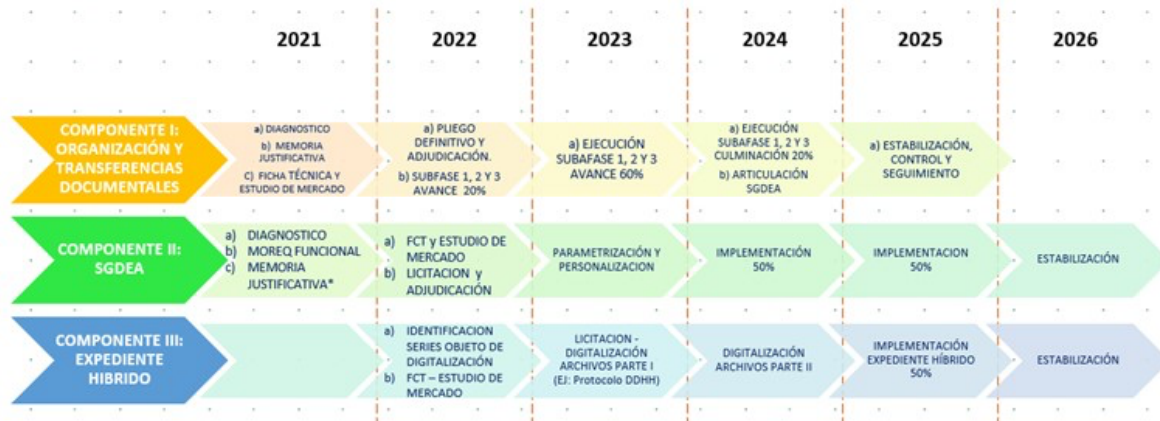 2021
2022
2023
2024
2025
2026
COMPONENTE I:
ORGANIZACIÓN Y
TRANSFERENCIAS
DOCUMENTALES
a) DIAGNOSTICO
b) MEMORIA
JUSTIFICATIVA
C) FICHA TÉCNICA Y
ESTUDIO DE MERCADO
a) PLIEGO
DEFINITIVO Y
ADJUDICACIÓN.
b) SUBFASE 1, 2 Y 3
AVANCE 20%
a) EJECUCIÓN
SUBAFASE 1, 2 Y 3
AVANCE 60%
a) EJECUCIÓN
SUBAFASE 1, 2 Y 3
CULMINACIÓN 20%
b) ARTICULACIÓN
SGDEA
a) ESTABILIZACIÓN,
CONTROL Y
SEGUIMIENTO
COMPONENTE II:
SGDEA
a) DIAGNOSTICO
b) MOREQ FUNCIONAL
c) MEMORIA
JUSTIFICATIVA*
a) FCT y ESTUDIO DE
MERCADO
b) LICITACION y
ADJUDICACIÓN
PARAMETRIZACIÓN Y
PERSONALIZACION
IMPLEMENTACIÓN
50%
IMPLEMENTACIÓN
50%
ESTABILIZACIÓN
COMPONENTE III:
EXPEDIENTE
HIBRIDO
a) IDENTIFICACION
SERIES OBJETO DE
DIGITALIZACIÓN
b) FCT – ESTUDIO DE
MERCADO
LICITACION -
DIGITALIZACIÓN
ARCHIVOS PARTE I
(EJ: Protocolo DDHH)
DIGITALIZACIÓN
ARCHIVOS PARTE II
IMPLEMENTACIÓN
EXPEDIENTE HÍBRIDO
50%
ESTABILIZACIÓN